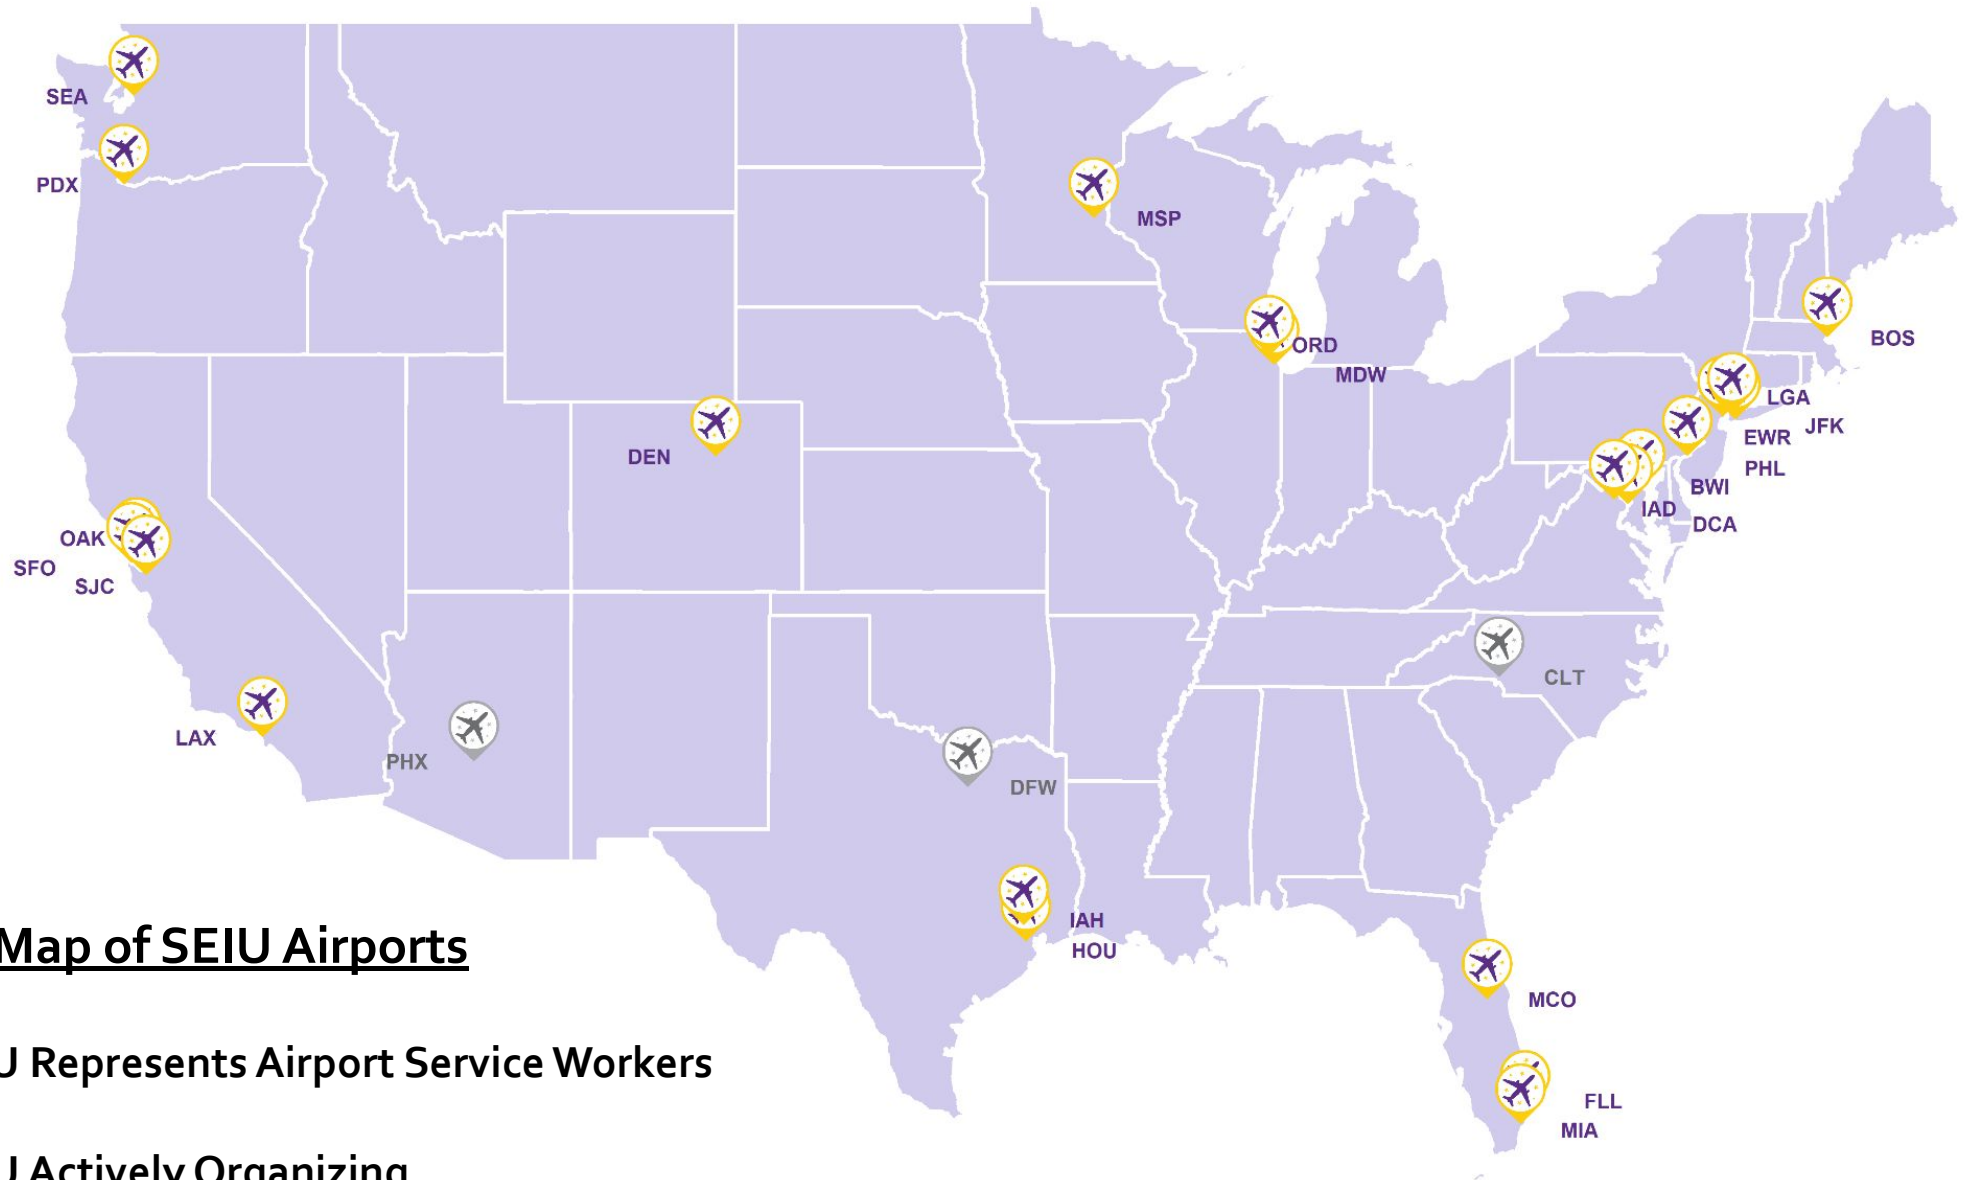 SEA
PDX
MSP
ORD
MDW
BOS
LGA
JFK
EWR
PHL
BWI
IAD
DCA
DEN
OAK
SFO
SJC
LAX
PHX
DFW
CLT
IAH
HOU
MCO
FLL
MIA
Map of SEIU Airports
U Represents Airport Service Workers
U Actively Organizing